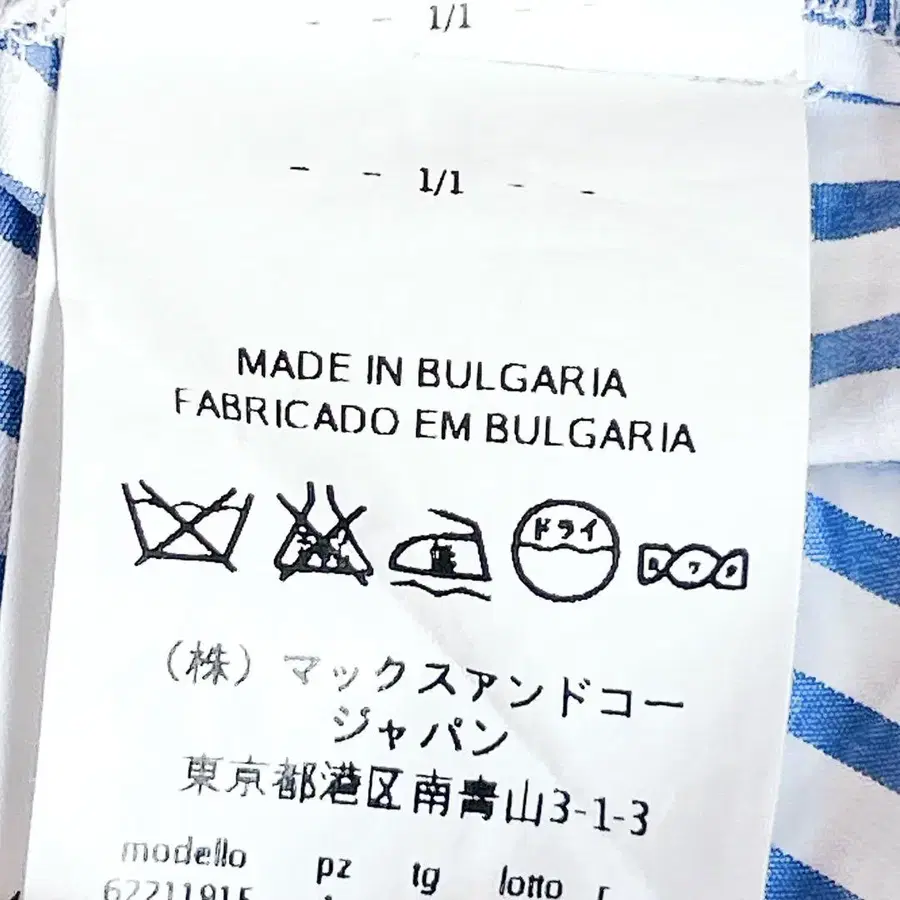 - - 1/1 - -
- - 1/1 - -
MADE IN BULGARIA
FABRICADO EM BULGARIA
ドライ
(株) マックスアンドコー
ジャパン
東京都港区南青山3-1-3
modello pz tg lotto
62211915